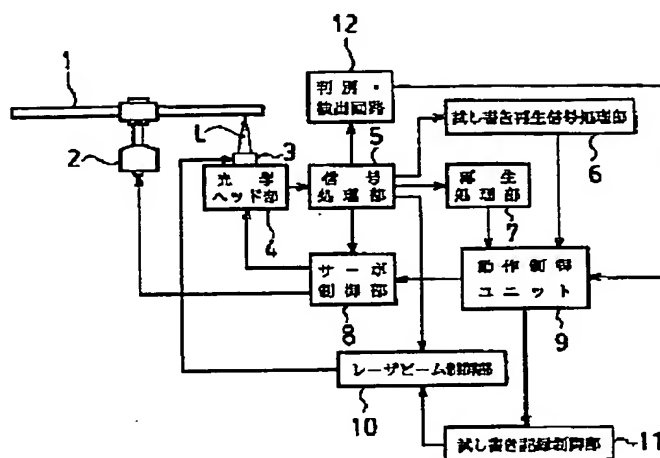 12
判別・
検出回路
1
L
3
5
試し書き再生信号処理部
6
2
光学
ヘッド部
4
信号
処理部
再生
処理部
7
サーボ
制御部
8
動作制御
ユニット
9
レーザビーム制御部
10
試し書き記録制御部
11